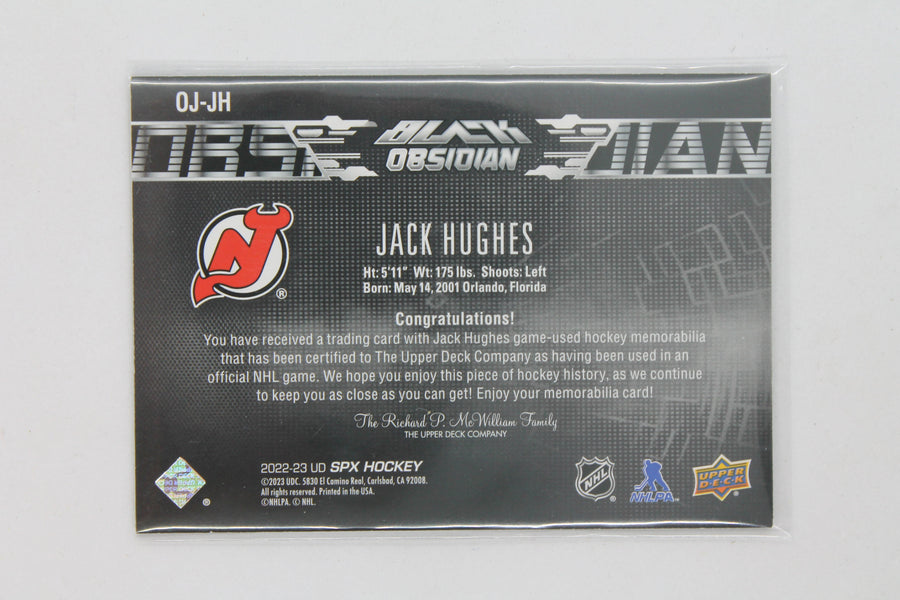 OJ-JH
OBSIDIAN
BLACK
OBSIDIAN
NJ
®
JACK HUGHES
Ht: 5'11" Wt: 175 lbs. Shoots: Left
Born: May 14, 2001 Orlando, Florida
Congratulations!
You have received a trading card with Jack Hughes game-used hockey memorabilia
that has been certified to The Upper Deck Company as having been used in an
official NHL game. We hope you enjoy this piece of hockey history, as we continue
to keep you as close as you can get! Enjoy your memorabilia card!
The Richard P. McWilliam Family
THE UPPER DECK COMPANY
2022-23 UD SPX HOCKEY
©2023 UDC. 5830 El Camino Real, Carlsbad, CA 92008.
All rights reserved. Printed in the USA.
©NHLPA. © NHL.
®
NHL
NHLPA
UPPER
DECK